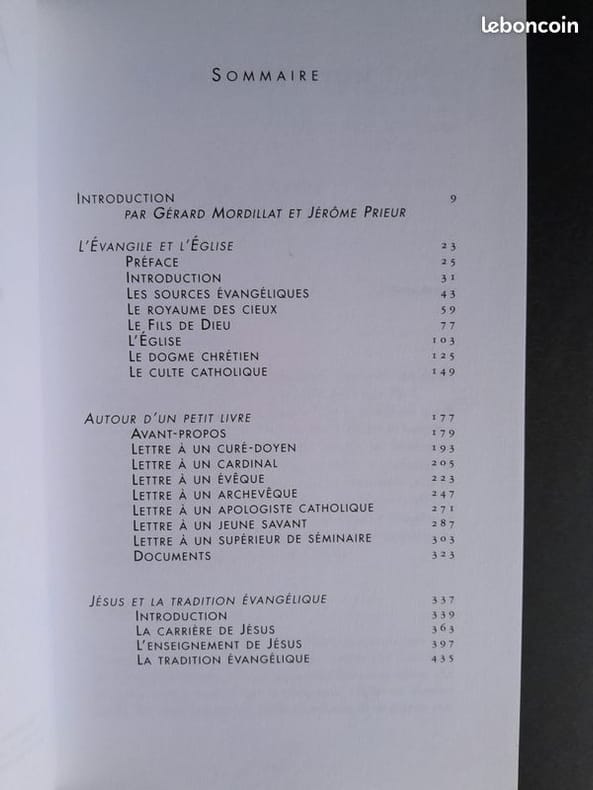 leboncoin
SOMMAIRE
INTRODUCTION 9
PAR GÉRARD MORDILLAT ET JÉRÔME PRIEUR
L'ÉVANGILE ET L'ÉGLISE 23
PRÉFACE 25
INTRODUCTION 31
LES SOURCES ÉVANGÉLIQUES 43
LE ROYAUME DES CIEUX 59
LE FILS DE DIEU 77
L'ÉGLISE 103
LE DOGME CHRÉTIEN 125
LE CULTE CATHOLIQUE 149
AUTOUR D'UN PETIT LIVRE 177
AVANT-PROPOS 179
LETTRE À UN CURÉ-DOYEN 193
LETTRE À UN CARDINAL 205
LETTRE À UN ÉVÊQUE 223
LETTRE À UN ARCHEVÊQUE 247
LETTRE À UN APOLOGISTE CATHOLIQUE 271
LETTRE À UN JEUNE SAVANT 287
LETTRE À UN SUPÉRIEUR DE SÉMINAIRE 303
DOCUMENTS 323
JÉSUS ET LA TRADITION ÉVANGÉLIQUE 337
INTRODUCTION 339
LA CARRIÈRE DE JÉSUS 363
L'ENSEIGNEMENT DE JÉSUS 397
LA TRADITION ÉVANGÉLIQUE 435